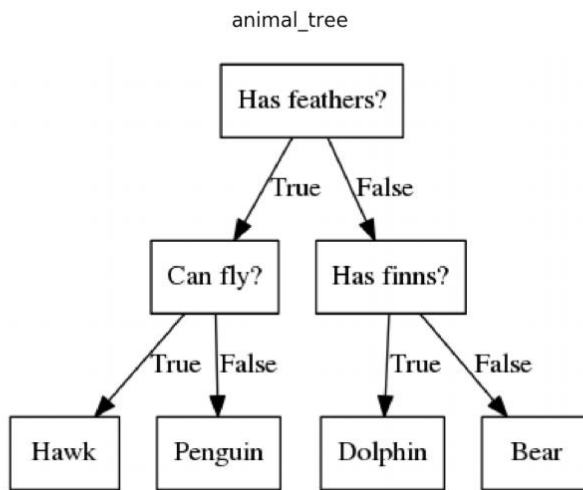 animal_tree
Has feathers?
True
False
Can fly?
Has finns?
True
False
True
False
Hawk
Penguin
Dolphin
Bear